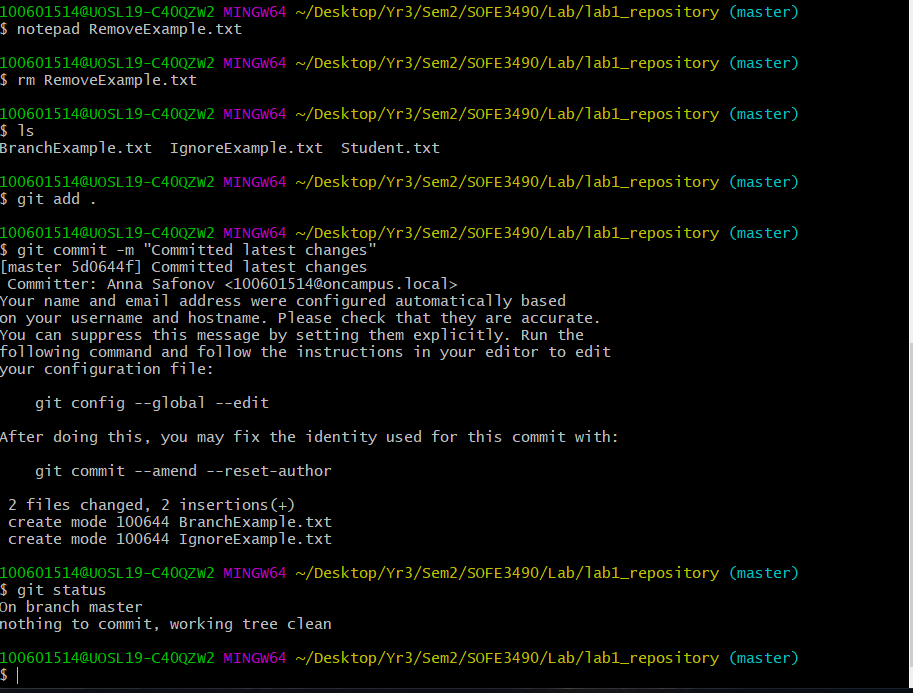 100601514@UOSL19-C40QZW2 MINGW64 ~/Desktop/Yr3/Sem2/SOFE3490/Lab/lab1_repository (master)
$ notepad RemoveExample.txt
100601514@UOSL19-C40QZW2 MINGW64 ~/Desktop/Yr3/Sem2/SOFE3490/Lab/lab1_repository (master)
$ rm RemoveExample.txt
100601514@UOSL19-C40QZW2 MINGW64 ~/Desktop/Yr3/Sem2/SOFE3490/Lab/lab1_repository (master)
$ ls
BranchExample.txt  IgnoreExample.txt  Student.txt
100601514@UOSL19-C40QZW2 MINGW64 ~/Desktop/Yr3/Sem2/SOFE3490/Lab/lab1_repository (master)
$ git add .
100601514@UOSL19-C40QZW2 MINGW64 ~/Desktop/Yr3/Sem2/SOFE3490/Lab/lab1_repository (master)
$ git commit -m "Committed latest changes"
[master 5d0644f] Committed latest changes
 Committer: Anna Safonov <100601514@oncampus.local>
Your name and email address were configured automatically based
on your username and hostname. Please check that they are accurate.
You can suppress this message by setting them explicitly. Run the
following command and follow the instructions in your editor to edit
your configuration file:
    git config --global --edit
After doing this, you may fix the identity used for this commit with:
    git commit --amend --reset-author
 2 files changed, 2 insertions(+)
 create mode 100644 BranchExample.txt
 create mode 100644 IgnoreExample.txt
100601514@UOSL19-C40QZW2 MINGW64 ~/Desktop/Yr3/Sem2/SOFE3490/Lab/lab1_repository (master)
$ git status
On branch master
nothing to commit, working tree clean
100601514@UOSL19-C40QZW2 MINGW64 ~/Desktop/Yr3/Sem2/SOFE3490/Lab/lab1_repository (master)
$